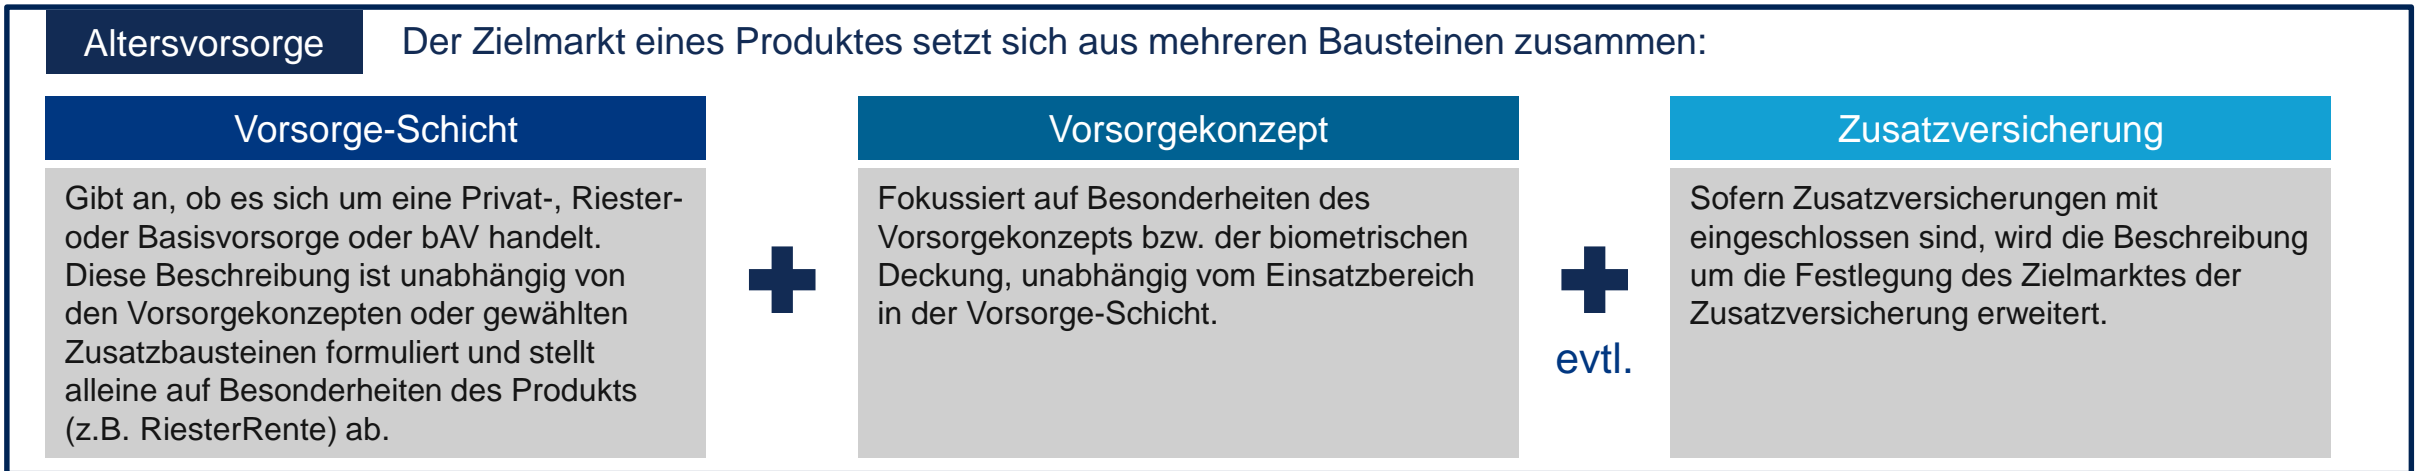 Altersvorsorge
Der Zielmarkt eines Produktes setzt sich aus mehreren Bausteinen zusammen:
Vorsorge-Schicht
Gibt an, ob es sich um eine Privat-, Riester-
oder Basisvorsorge oder bAV handelt.
Diese Beschreibung ist unabhängig von
den Vorsorgekonzepten oder gewählten
Zusatzbausteinen formuliert und stellt
alleine auf Besonderheiten des Produkts
(z.B. RiesterRente) ab.
Vorsorgekonzept
Fokussiert auf Besonderheiten des
Vorsorgekonzepts bzw. der biometrischen
Deckung, unabhängig vom Einsatzbereich
in der Vorsorge-Schicht.
evtl.
Zusatzversicherung
Sofern Zusatzversicherungen mit
eingeschlossen sind, wird die Beschreibung
um die Festlegung des Zielmarktes der
Zusatzversicherung erweitert.